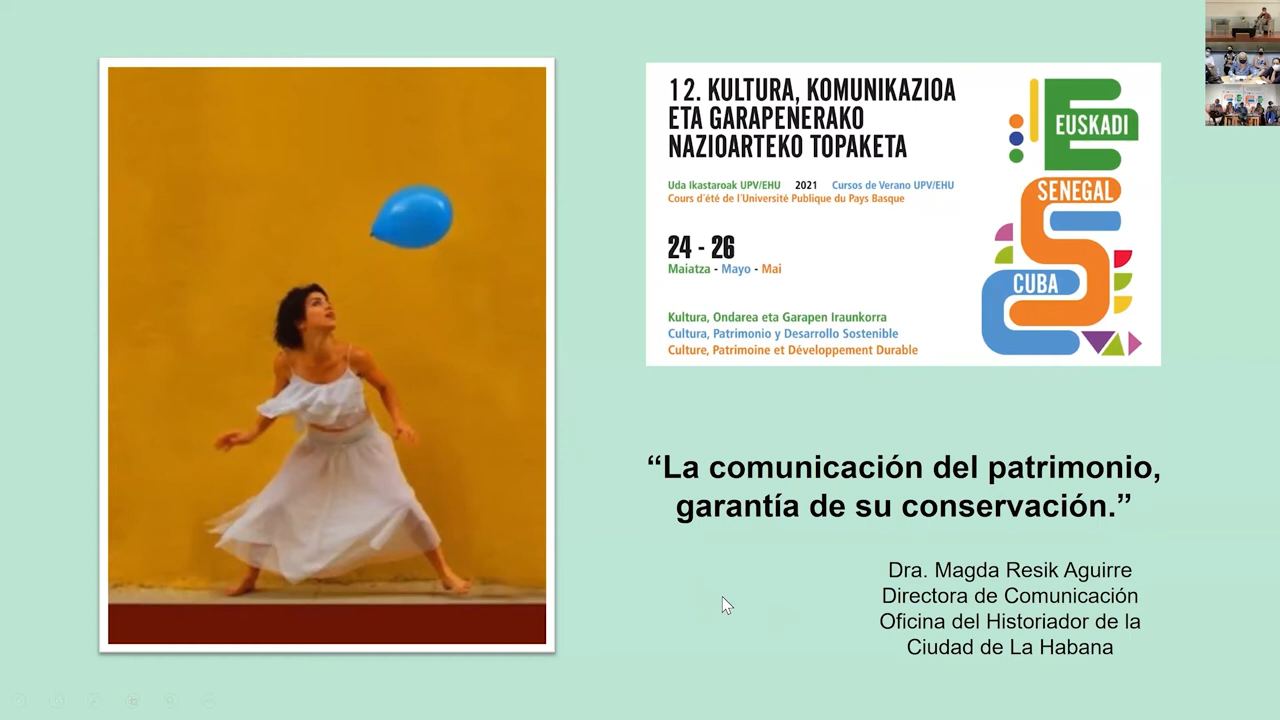 12. KULTURA, KOMUNIKAZIOA
ETA GARAPENERAKO
NAZIOARTEKO TOPAKETA
Uda Ikastaroak UPV/EHU 2021 Cursos de Verano UPV/EHU
Cours d'été de l'Université Publique du Pays Basque
24 - 26
Maiatza - Mayo - Mai
Kultura, Ondarea eta Garapen Iraunkorra
Cultura, Patrimonio y Desarrollo Sostenible
Culture, Patrimoine et Développement Durable
EUSKADI
SENEGAL
CUBA
“La comunicación del patrimonio,
garantía de su conservación.”
Dra. Magda Resik Aguirre
Directora de Comunicación
Oficina del Historiador de la
Ciudad de La Habana